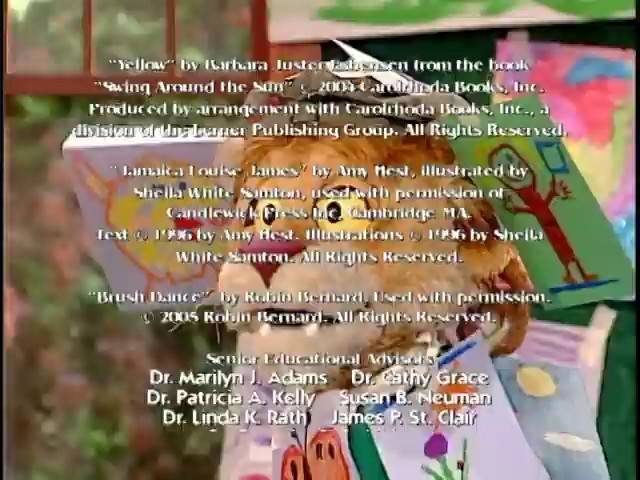 "Yellow" by Barbara Juster Esbensen from the book
"Swing Around the Sun" © 2003 Carolrhoda Books, Inc.
Produced by arrangement with Carolrhoda Books, Inc., a
division of the Lerner Publishing Group. All Rights Reserved.
"Jamaica Louise James" by Amy Hest, illustrated by
Sheila White Samton, used with permission of
Candlewick Press Inc. Cambridge MA.
Text © 1996 by Amy Hest. Illustrations © 1996 by Sheila
White Samton. All Rights Reserved.
"Brush Dance" by Robin Bernard, Used with permission.
© 2005 Robin Bernard. All Rights Reserved.
Senior Educational Advisors
Dr. Marilyn J. Adams Dr. Cathy Grace
Dr. Patricia A. Kelly Susan B. Neuman
Dr. Linda K. Rath James P. St. Clair